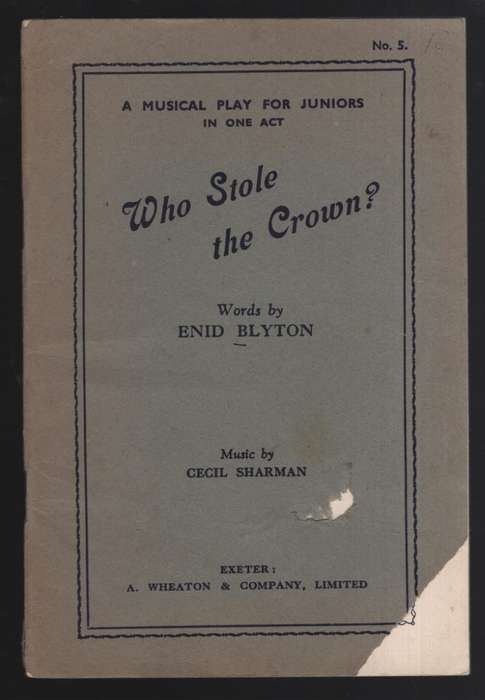 No. 5.
A MUSICAL PLAY FOR JUNIORS
IN ONE ACT
Who Stole
the Crown?
Words by
ENID BLYTON
Music by
CECIL SHARMAN
EXETER:
A. WHEATON & COMPANY, LIMITED